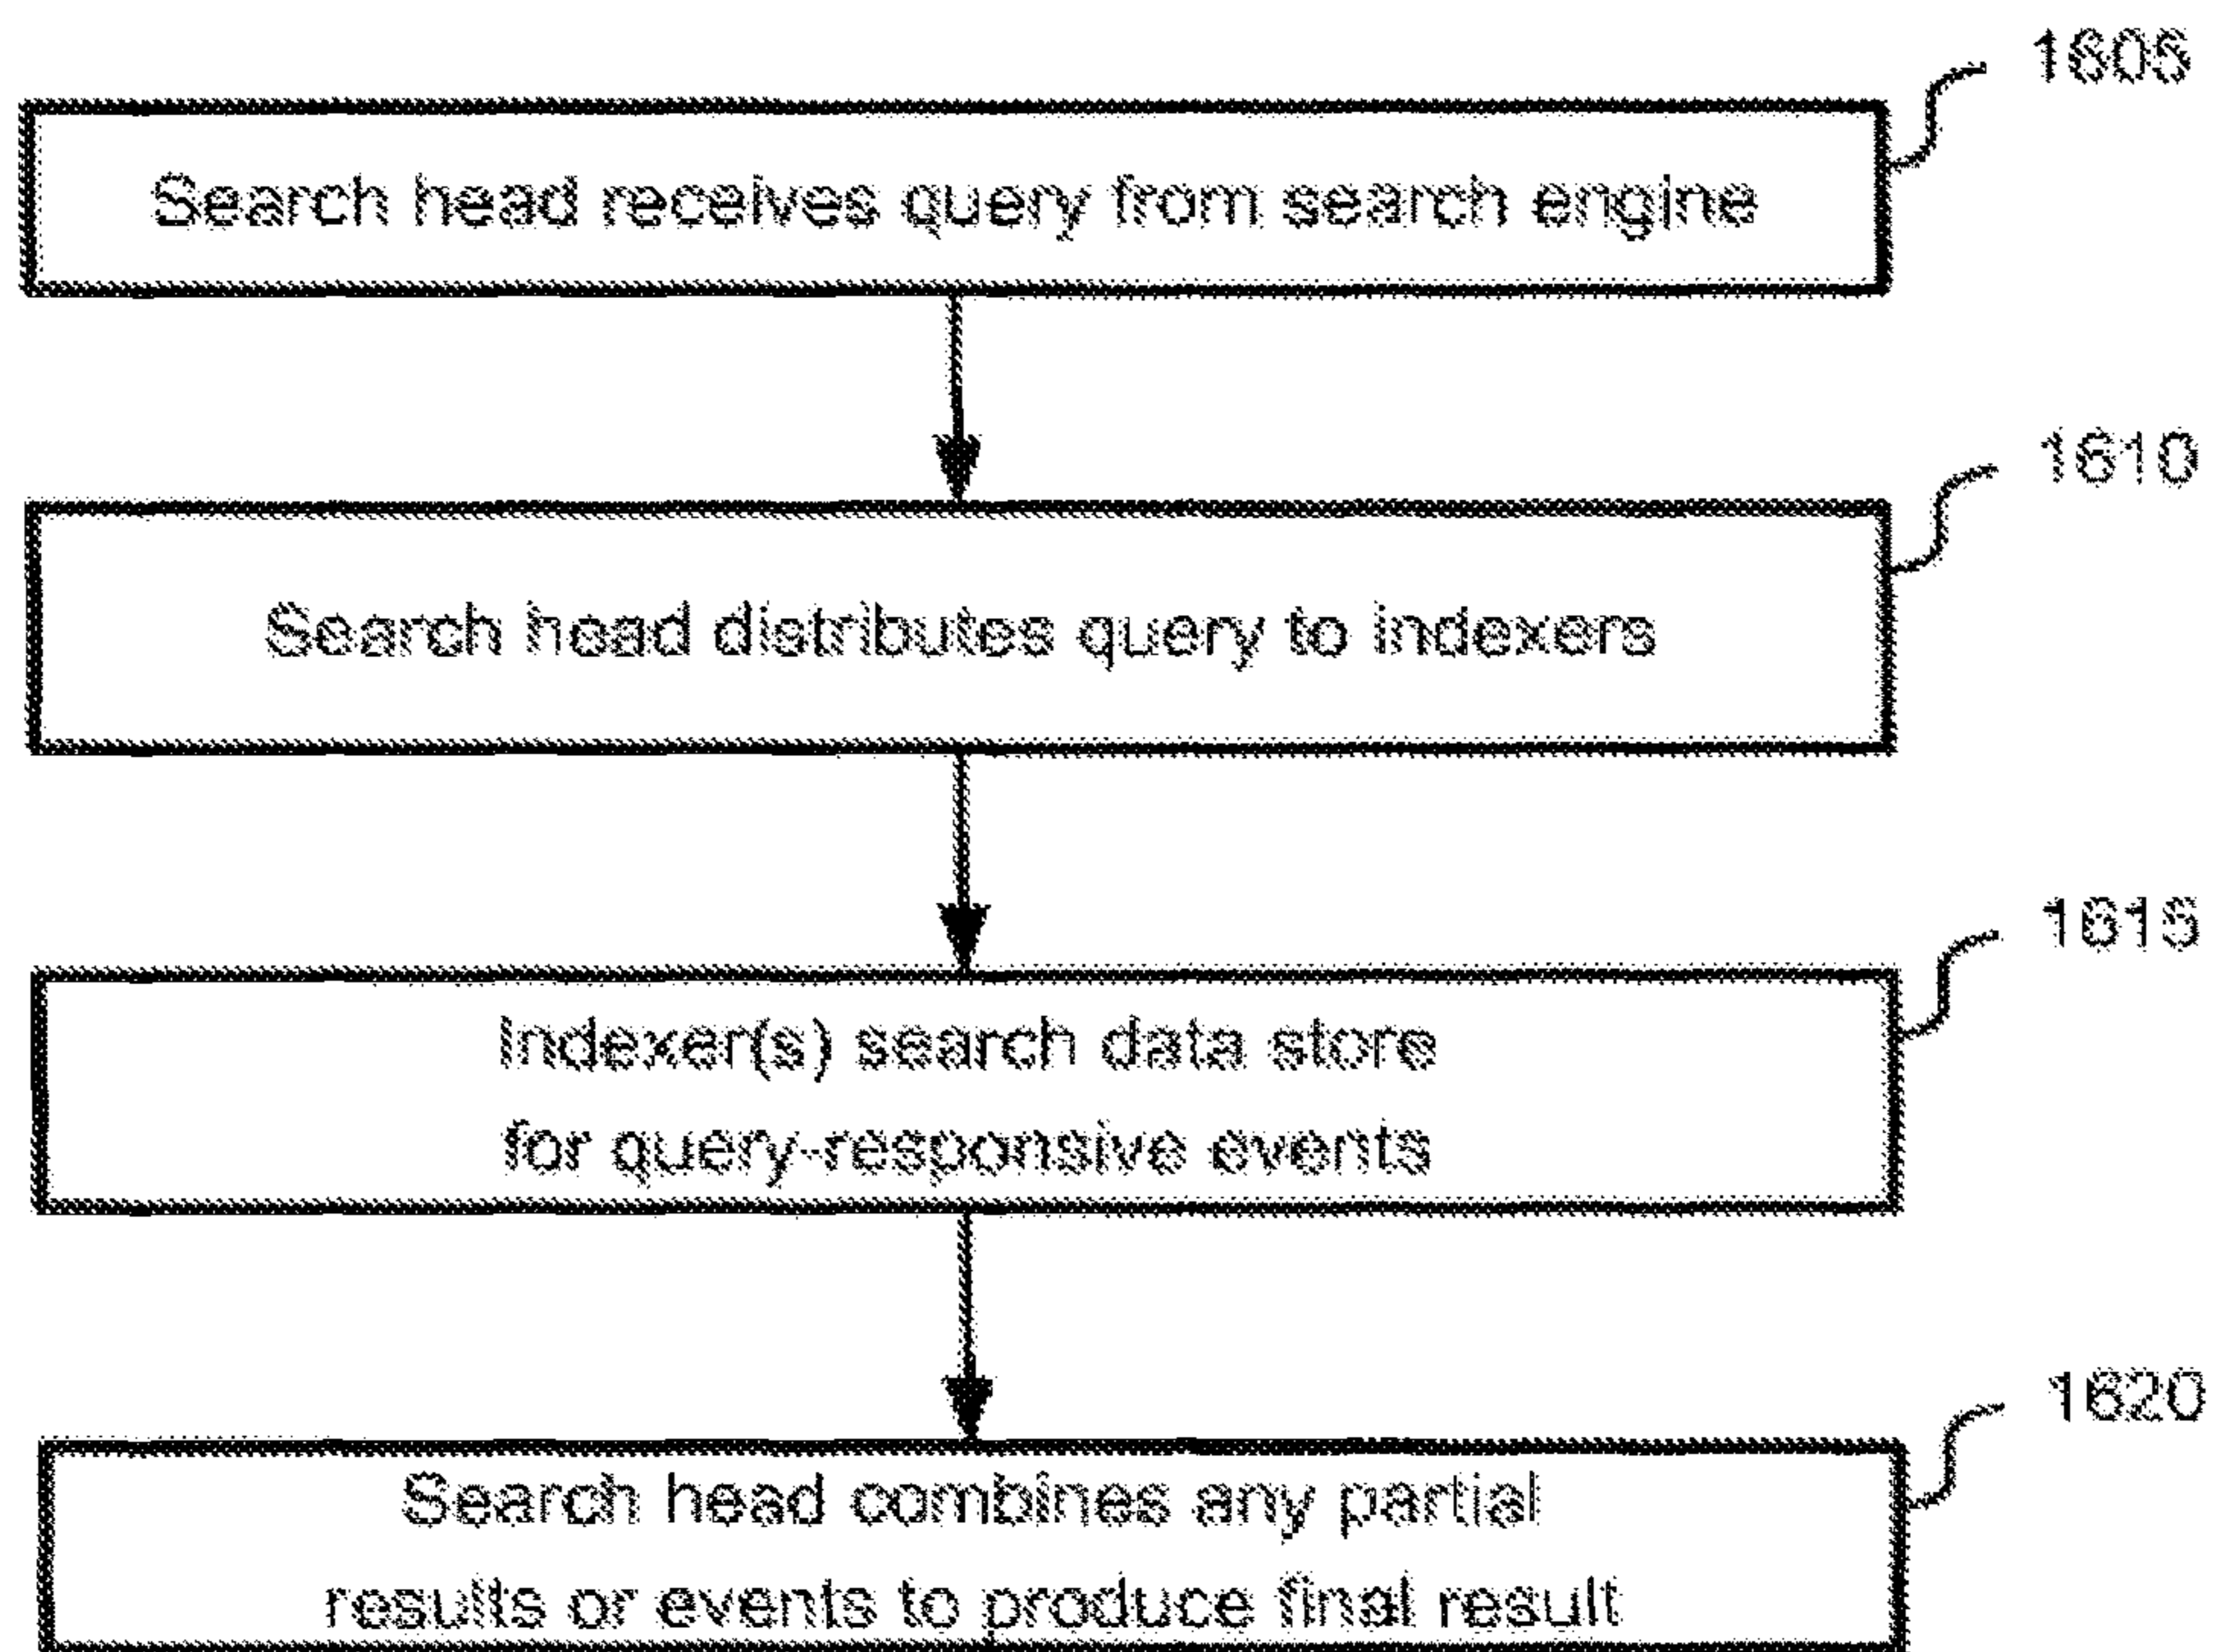 1605
Search head receives query from search engine
1610
Search head distributes query to indexers
1615
Indexer(s) search data store
for query-responsive events
1620
Search head combines any partial
results or events to produce final result